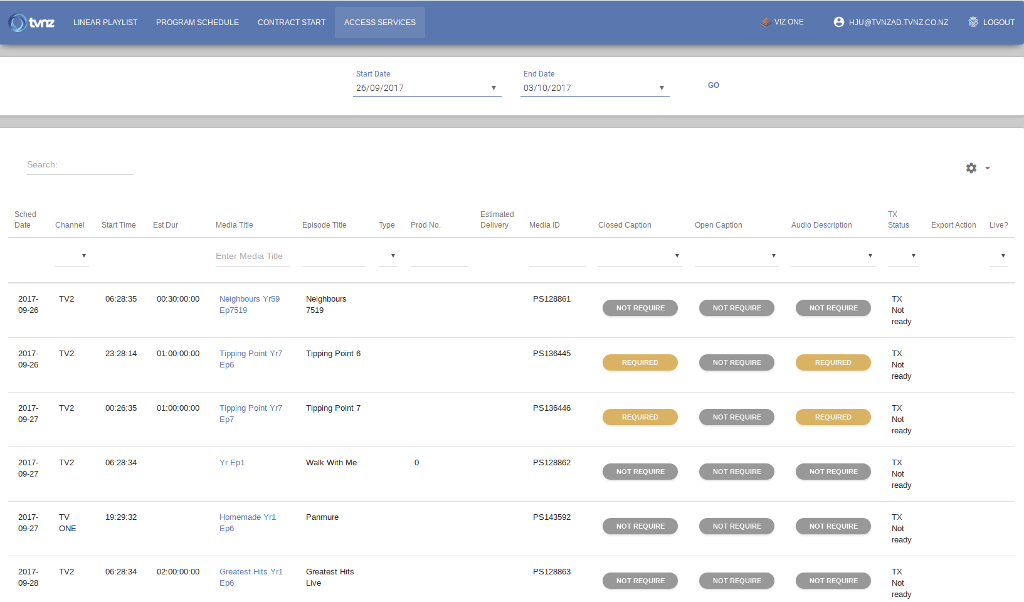 tvnz LINEAR PLAYLIST PROGRAM SCHEDULE CONTRACT START ACCESS SERVICES VIZ ONE HJU@TVNZAD.TVNZ.CO.NZ LOGOUT
Start Date End Date
26/09/2017 03/10/2017 GO
Search:
Sched Date Channel Start Time Est Dur Media Title Episode Title Type Prod No. Estimated Delivery Media ID Closed Caption Open Caption Audio Description TX Status Export Action Live?
Enter Media Title
2017-09-26 TV2 06:28:35 00:30:00:00 Neighbours Yr59 Ep7519 Neighbours 7519 PS128861 NOT REQUIRE NOT REQUIRE NOT REQUIRE TX Not ready
2017-09-26 TV2 23:28:14 01:00:00:00 Tipping Point Yr7 Ep6 Tipping Point 6 PS136445 REQUIRED NOT REQUIRE REQUIRED TX Not ready
2017-09-27 TV2 00:26:35 01:00:00:00 Tipping Point Yr7 Ep7 Tipping Point 7 PS136446 REQUIRED NOT REQUIRE REQUIRED TX Not ready
2017-09-27 TV2 06:28:34 Yr Ep1 Walk With Me 0 PS128862 NOT REQUIRE NOT REQUIRE NOT REQUIRE TX Not ready
2017-09-27 TV ONE 19:29:32 Homemade Yr1 Ep6 Panmure PS143592 NOT REQUIRE NOT REQUIRE NOT REQUIRE TX Not ready
2017-09-28 TV2 06:28:34 02:00:00:00 Greatest Hits Yr1 Ep6 Greatest Hits Live PS128863 NOT REQUIRE NOT REQUIRE NOT REQUIRE TX Not ready